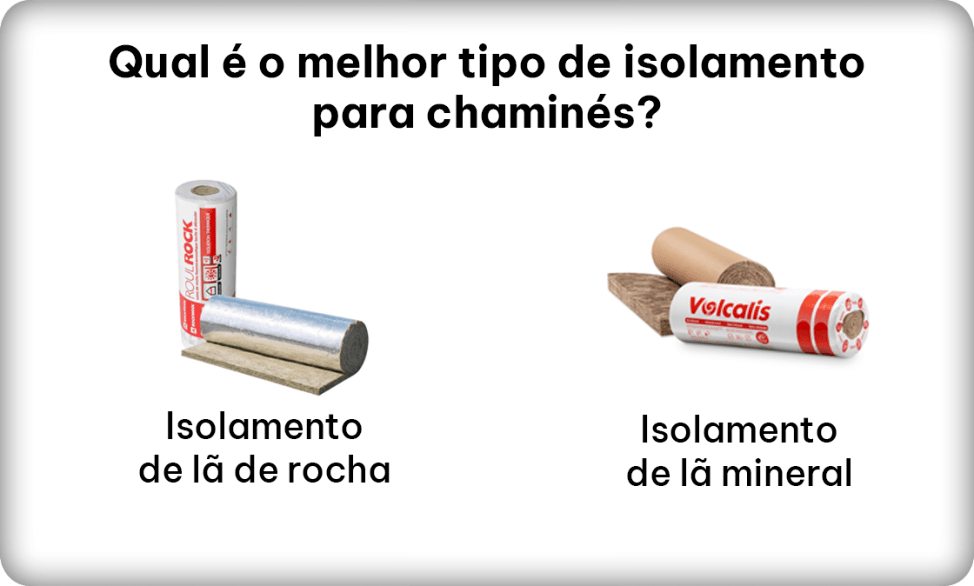 Qual é o melhor tipo de isolamento
para chaminés?
ROULROCK
Volcalis
Isolamento
de lã de rocha
Isolamento
de lã mineral